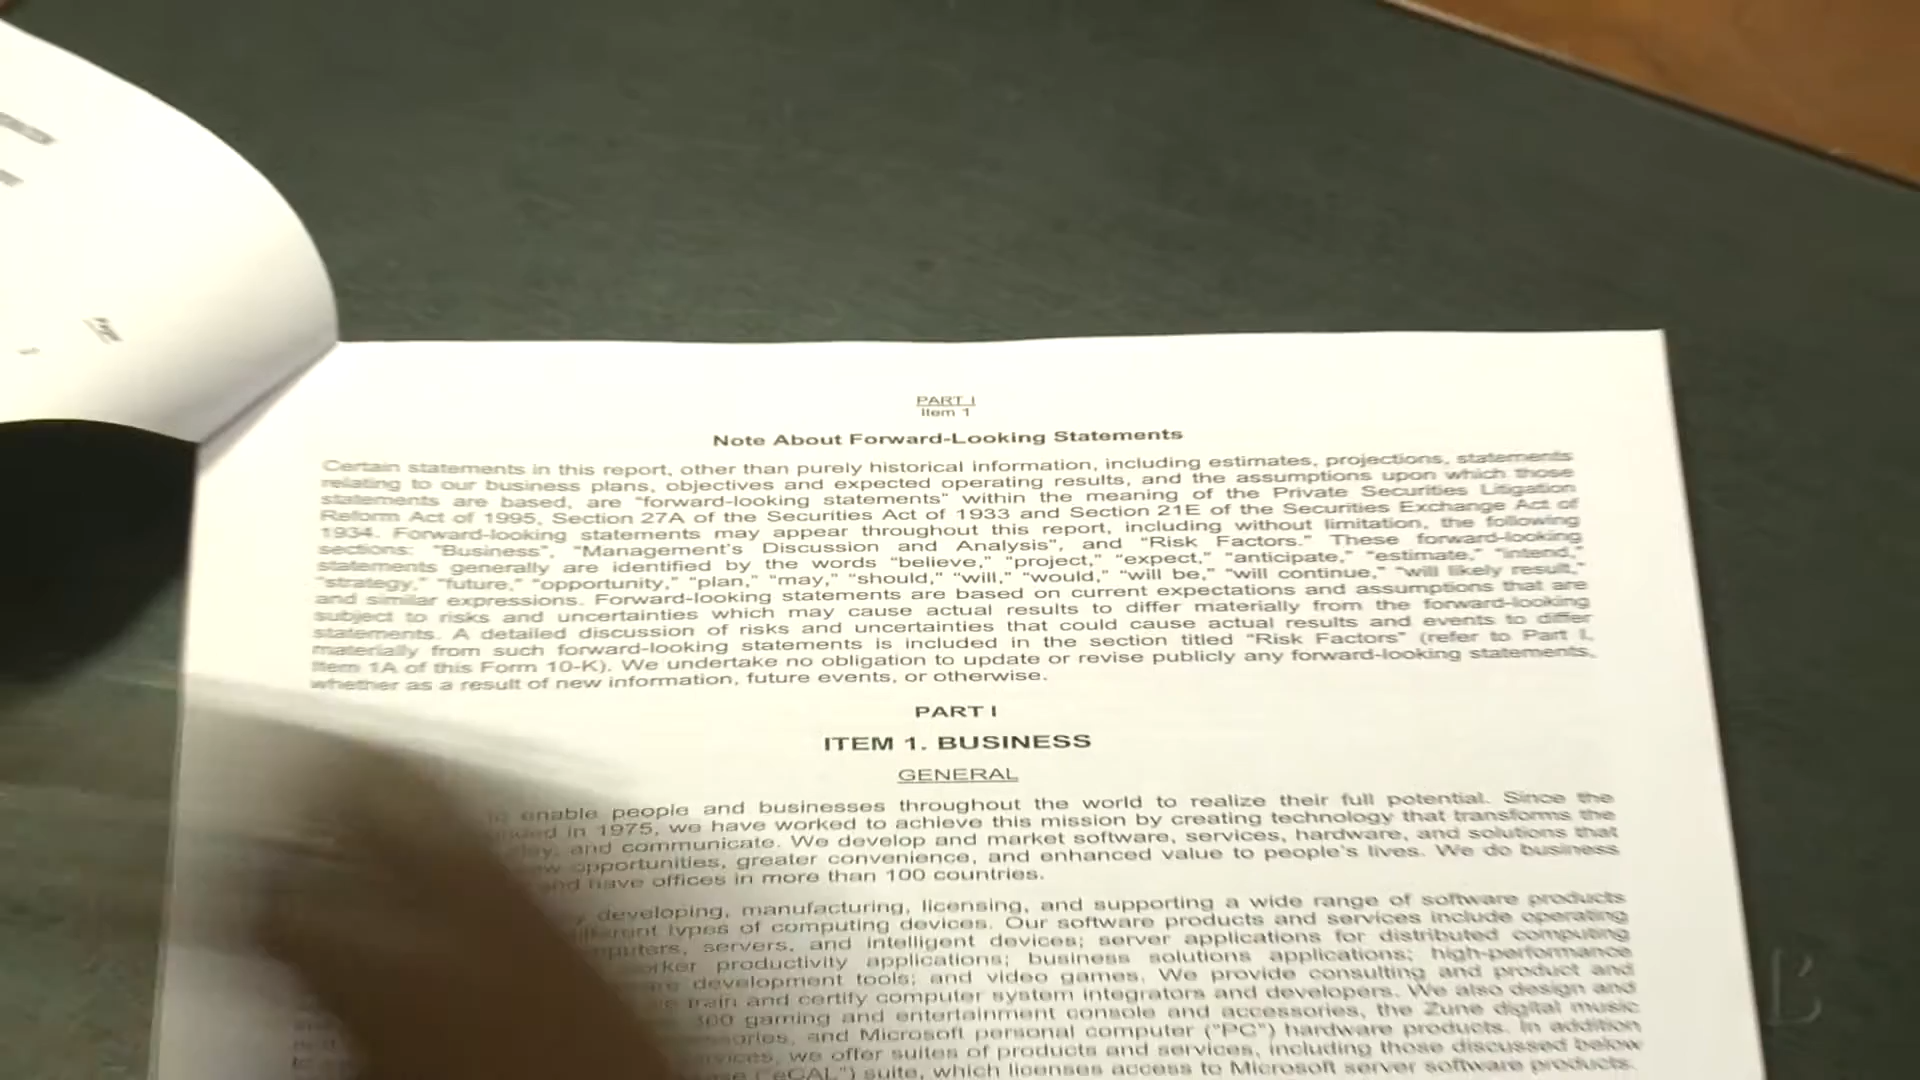 PART I
Item 1
Note About Forward-Looking Statements
Certain statements in this report, other than purely historical information, including estimates, projections, statements
relating to our business plans, objectives and expected operating results, and the assumptions upon which those
statements are based, are "forward-looking statements" within the meaning of the Private Securities Litigation
Reform Act of 1995, Section 27A of the Securities Act of 1933 and Section 21E of the Securities Exchange Act of
1934. Forward-looking statements may appear throughout this report, including without limitation, the following
sections: "Business", "Management's Discussion and Analysis", and "Risk Factors." These forward-looking
statements generally are identified by the words "believe," "project," "expect," "anticipate," "estimate," "intend,"
"strategy," "future," "opportunity," "plan," "may," "should," "will," "would," "will be," "will continue," "will likely result,"
and similar expressions. Forward-looking statements are based on current expectations and assumptions that are
subject to risks and uncertainties which may cause actual results to differ materially from the forward-looking
statements. A detailed discussion of risks and uncertainties that could cause actual results and events to differ
materially from such forward-looking statements is included in the section titled "Risk Factors" (refer to Part I,
Item 1A of this Form 10-K). We undertake no obligation to update or revise publicly any forward-looking statements,
whether as a result of new information, future events, or otherwise.
PART I
ITEM 1. BUSINESS
GENERAL
enable people and businesses throughout the world to realize their full potential. Since the
in 1975, we have worked to achieve this mission by creating technology that transforms the
and communicate. We develop and market software, services, hardware, and solutions that
opportunities, greater convenience, and enhanced value to people's lives. We do business
and have offices in more than 100 countries.
developing, manufacturing, licensing, and supporting a wide range of software products
types of computing devices. Our software products and services include operating
servers, and intelligent devices; server applications for distributed computing
productivity applications; business solutions applications; high-performance
development tools; and video games. We provide consulting and product and
train and certify computer system integrators and developers. We also design and
360 gaming and entertainment console and accessories, the Zune digital music
and Microsoft personal computer ("PC") hardware products. In addition
we offer suites of products and services, including those discussed below
("eCAL") suite, which licenses access to Microsoft server software products.
B